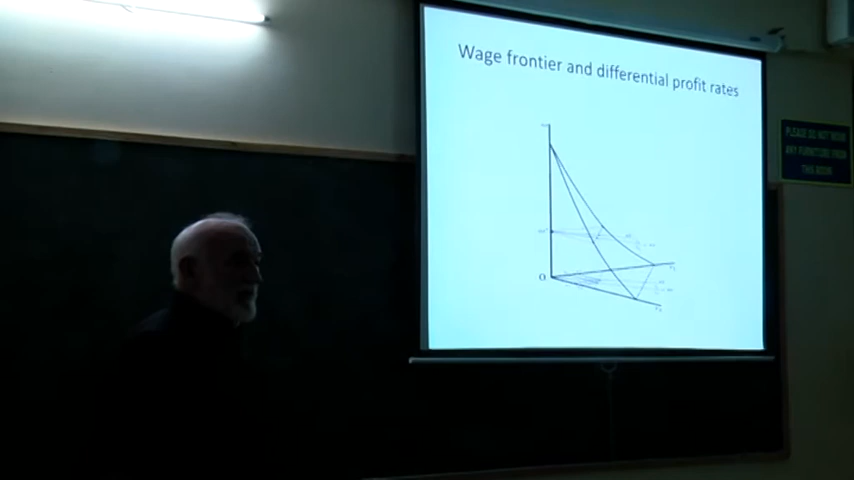 Wage frontier and differential profit rates
O
PLEASE DO NOT MOVE
ANY FURNITURE FROM
THIS ROOM